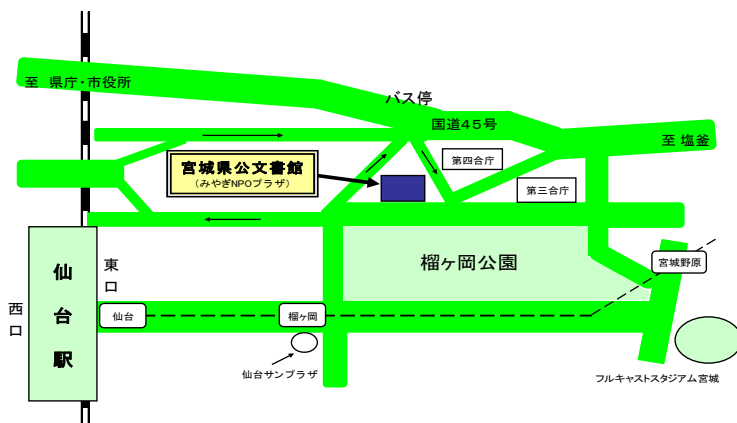 至 県庁・市役所
バス停
国道45号
至 塩釜
宮城県公文書館
（みやぎNPOプラザ）
第四合庁
第三合庁
榴ヶ岡公園
宮城野原
仙台駅
東口
西口
仙台
榴ヶ岡
仙台サンプラザ
フルキャストスタジアム宮城